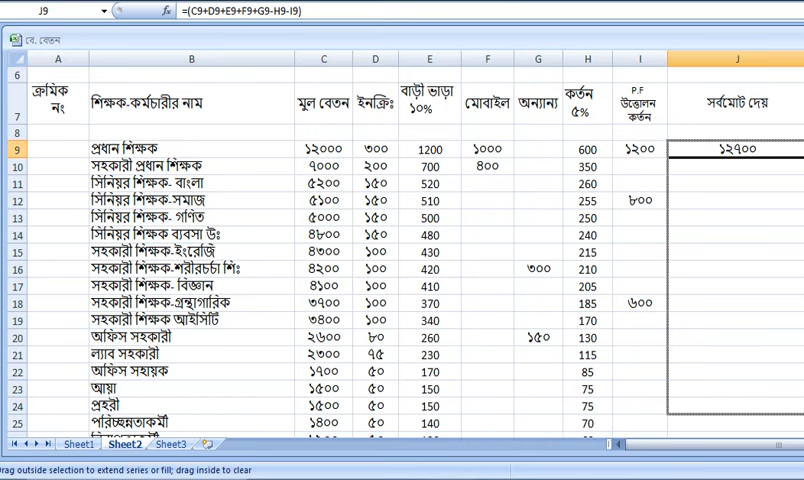 J9 fx =(C9+D9+E9+F9+G9-H9-I9)
বে. বেতন
A B C D E F G H I J
6
7 ক্রমিক নং শিক্ষক-কর্মচারীর নাম মুল বেতন ইনক্রিঃ বাড়ী ভাড়া ১০% মোবাইল অন্যান্য কর্তন ৫% P.F উত্তোলন কর্তন সর্বমোট দেয়
8
9 প্রধান শিক্ষক ১২০০০ ৩০০ 1200 ১০০০ 600 ১২০০ ১২৭০০
10 সহকারী প্রধান শিক্ষক ৭০০০ ২০০ 700 ৪০০ 350
11 সিনিয়র শিক্ষক- বাংলা ৫২০০ ১৫০ 520 260
12 সিনিয়র শিক্ষক-সমাজ ৫১০০ ১৫০ 510 255 ৮০০
13 সিনিয়র শিক্ষক- গণিত ৫০০০ ১৫০ 500 250
14 সিনিয়র শিক্ষক ব্যবসা উঃ ৪৮০০ ১৫০ 480 240
15 সহকারী শিক্ষক-ইংরেজি ৪৩০০ ১০০ 430 215
16 সহকারী শিক্ষক-শরীরচর্চা শিঃ ৪২০০ ১০০ 420 ৩০০ 210
17 সহকারী শিক্ষক- বিজ্ঞান ৪১০০ ১০০ 410 205
18 সহকারী শিক্ষক-গ্রন্থাগারিক ৩৭০০ ১০০ 370 185 ৬০০
19 সহকারী শিক্ষক আইসিটি ৩৪০০ ১০০ 340 170
20 অফিস সহকারী ২৬০০ ৮০ 260 ১৫০ 130
21 ল্যাব সহকারী ২৩০০ ৭৫ 230 115
22 অফিস সহায়ক ১৭০০ ৫০ 170 85
23 আয়া ১৫০০ ৫০ 150 75
24 প্রহরী ১৫০০ ৫০ 150 75
25 পরিচ্ছন্নতাকর্মী ১৪০০ ৫০ 140 70
Sheet1 Sheet2 Sheet3
Drag outside selection to extend series or fill; drag inside to clear